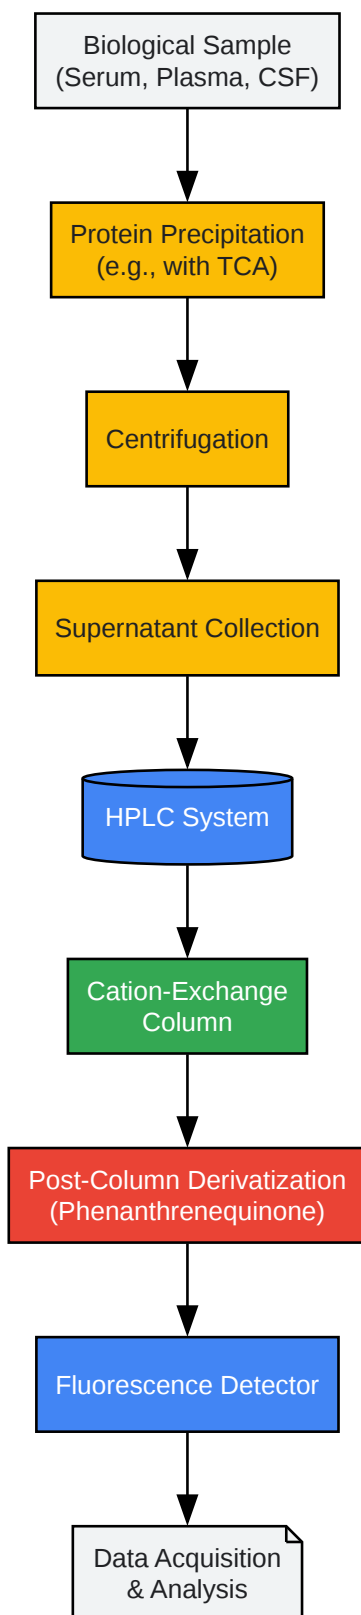 Biological Sample
(Serum, Plasma, CSF)
Protein Precipitation
(e.g., with TCA)
Centrifugation
Supernatant Collection
HPLC System
Cation-Exchange
Column
Post-Column Derivatization
(Phenanthrenequinone)
Fluorescence Detector
Data Acquisition
& Analysis